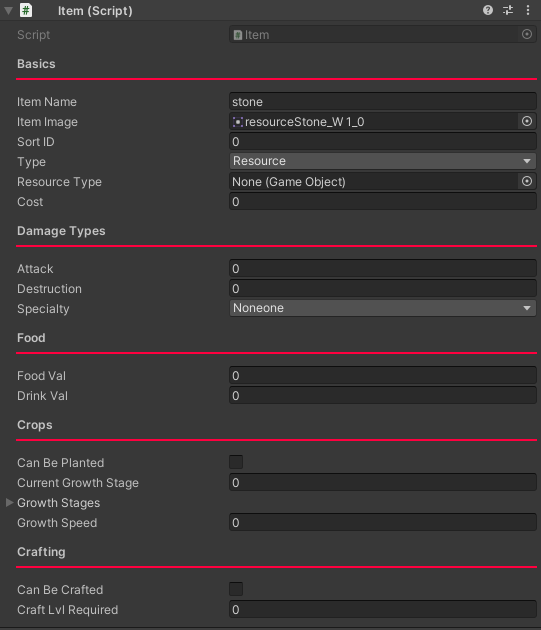 Item (Script)
Script Item
Basics
Item Name stone
Item Image resourceStone_W 1_0
Sort ID 0
Type Resource
Resource Type None (Game Object)
Cost 0
Damage Types
Attack 0
Destruction 0
Specialty Noneone
Food
Food Val 0
Drink Val 0
Crops
Can Be Planted
Current Growth Stage 0
Growth Stages
Growth Speed 0
Crafting
Can Be Crafted
Craft Lvl Required 0